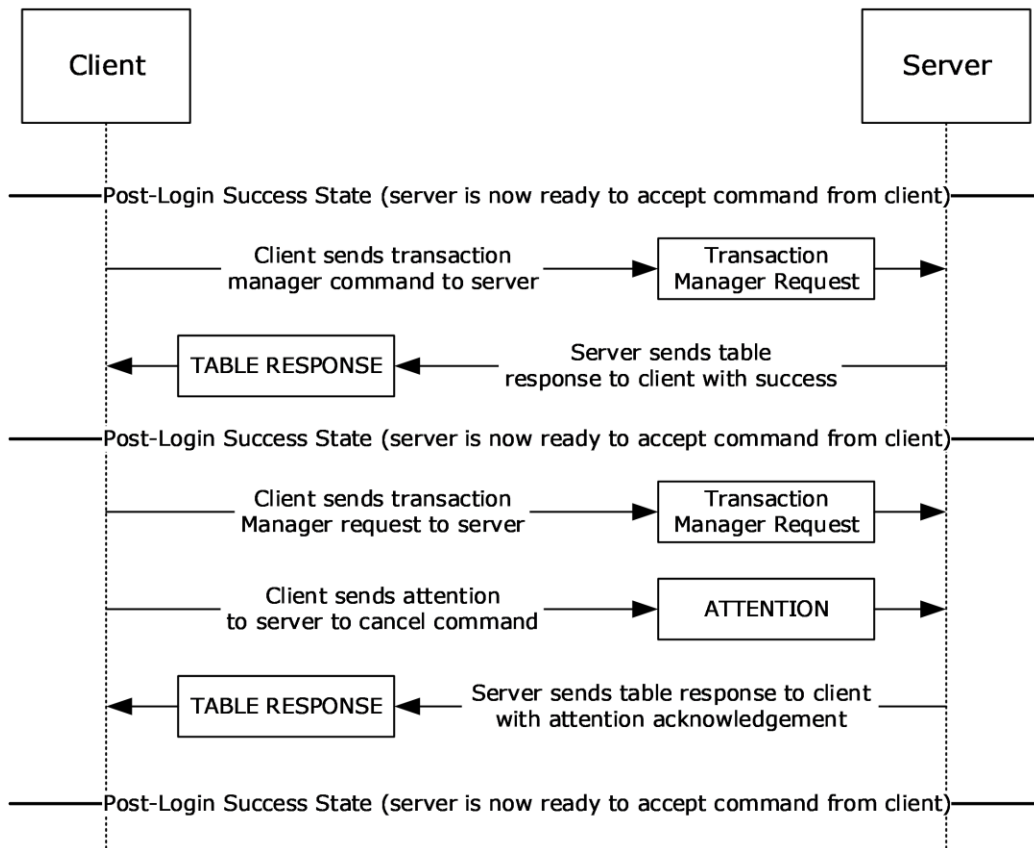 Client
Server
Post-Login Success State (server is now ready to accept command from client)
Client sends transaction
manager command to server
Transaction
Manager Request
TABLE RESPONSE
Server sends table
response to client with success
Post-Login Success State (server is now ready to accept command from client)
Client sends transaction
Manager request to server
Transaction
Manager Request
Client sends attention
to server to cancel command
ATTENTION
TABLE RESPONSE
Server sends table response to client
with attention acknowledgement
Post-Login Success State (server is now ready to accept command from client)